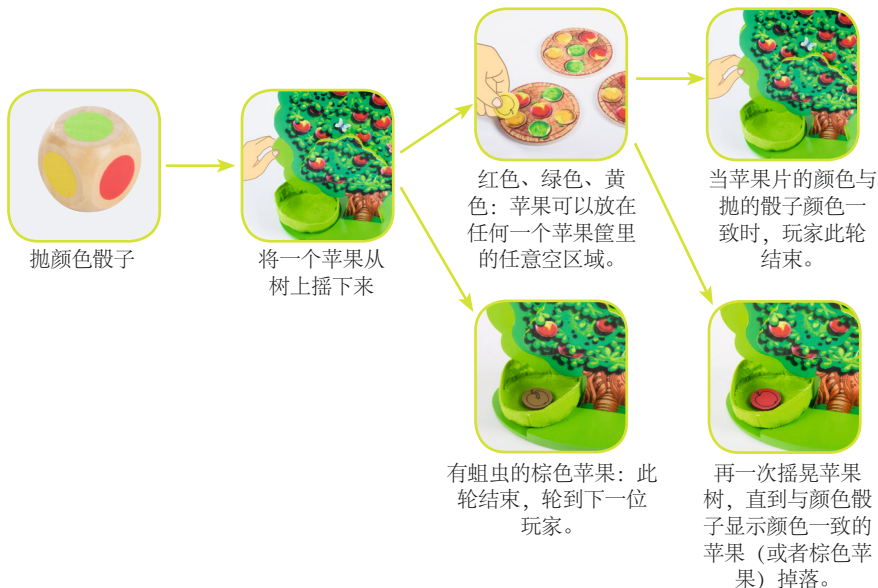 抛颜色骰子
将一个苹果从
树上摇下来
红色、绿色、黄
色：苹果可以放在
任何一个苹果筐里
的任意空区域。
当苹果片的颜色与
抛的骰子颜色一
致时，玩家此轮
结束。
有蛆虫的棕色苹果：此
轮结束，轮到下一位
玩家。
再一次摇晃苹果
树，直到与颜色骰
子显示颜色一致的
苹果（或者棕色苹
果）掉落。